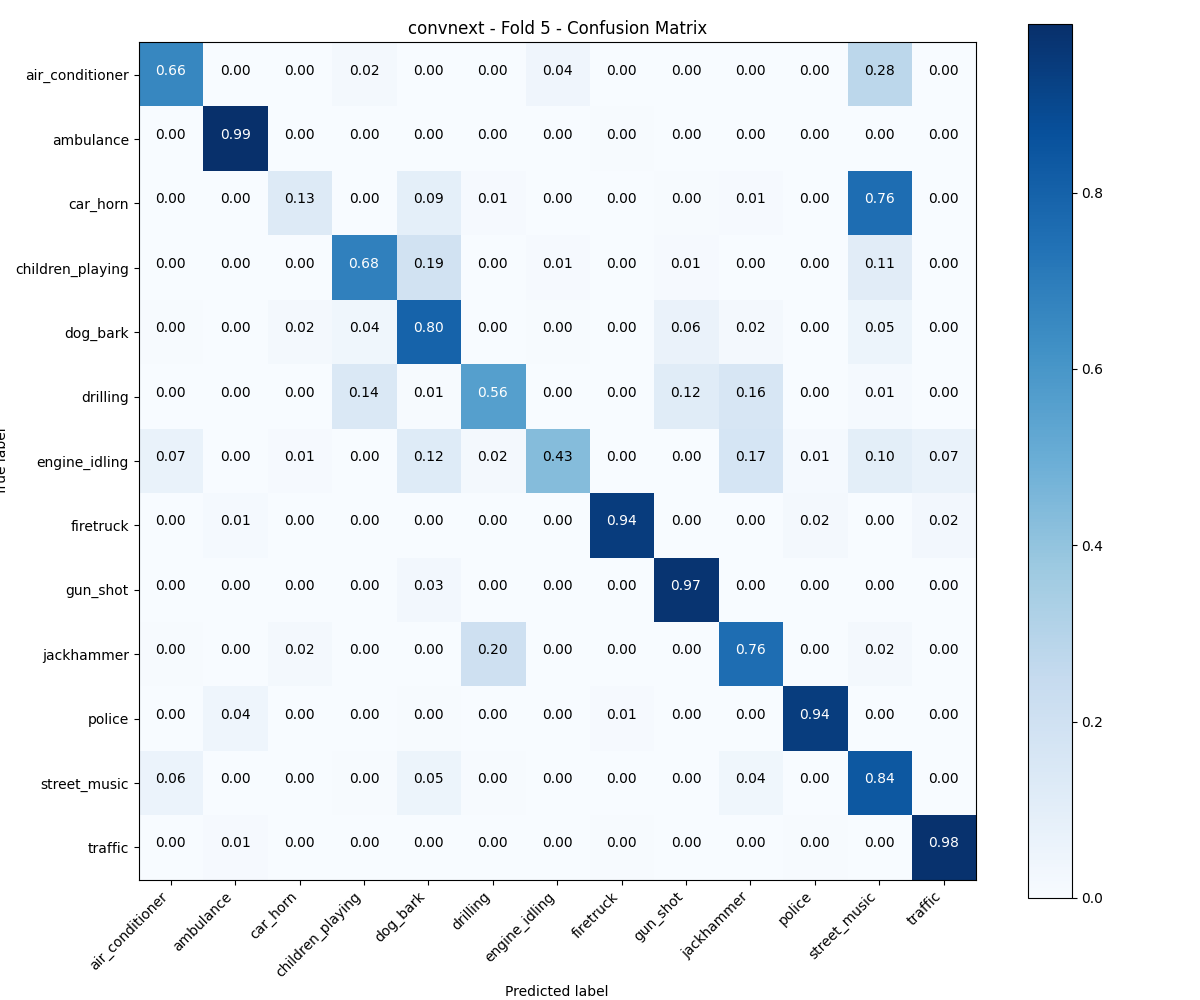 convnext - Fold 5 - Confusion Matrix
air_conditioner 0.66 0.00 0.00 0.02 0.00 0.00 0.04 0.00 0.00 0.00 0.00 0.28 0.00
ambulance 0.00 0.99 0.00 0.00 0.00 0.00 0.00 0.00 0.00 0.00 0.00 0.00 0.00
car_horn 0.00 0.00 0.13 0.00 0.09 0.01 0.00 0.00 0.00 0.01 0.00 0.76 0.00
children_playing 0.00 0.00 0.00 0.68 0.19 0.00 0.01 0.00 0.01 0.00 0.00 0.11 0.00
dog_bark 0.00 0.00 0.02 0.04 0.80 0.00 0.00 0.00 0.06 0.02 0.00 0.05 0.00
drilling 0.00 0.00 0.00 0.14 0.01 0.56 0.00 0.00 0.12 0.16 0.00 0.01 0.00
engine_idling 0.07 0.00 0.01 0.00 0.12 0.02 0.43 0.00 0.00 0.17 0.01 0.10 0.07
firetruck 0.00 0.01 0.00 0.00 0.00 0.00 0.00 0.94 0.00 0.00 0.02 0.00 0.02
gun_shot 0.00 0.00 0.00 0.00 0.03 0.00 0.00 0.00 0.97 0.00 0.00 0.00 0.00
jackhammer 0.00 0.00 0.02 0.00 0.00 0.20 0.00 0.00 0.00 0.76 0.00 0.02 0.00
police 0.00 0.04 0.00 0.00 0.00 0.00 0.00 0.01 0.00 0.00 0.94 0.00 0.00
street_music 0.06 0.00 0.00 0.00 0.05 0.00 0.00 0.00 0.00 0.04 0.00 0.84 0.00
traffic 0.00 0.01 0.00 0.00 0.00 0.00 0.00 0.00 0.00 0.00 0.00 0.00 0.98
air_conditioner ambulance car_horn children_playing dog_bark drilling engine_idling firetruck gun_shot jackhammer police street_music traffic
Predicted label
0.8
0.6
0.4
0.2
0.0